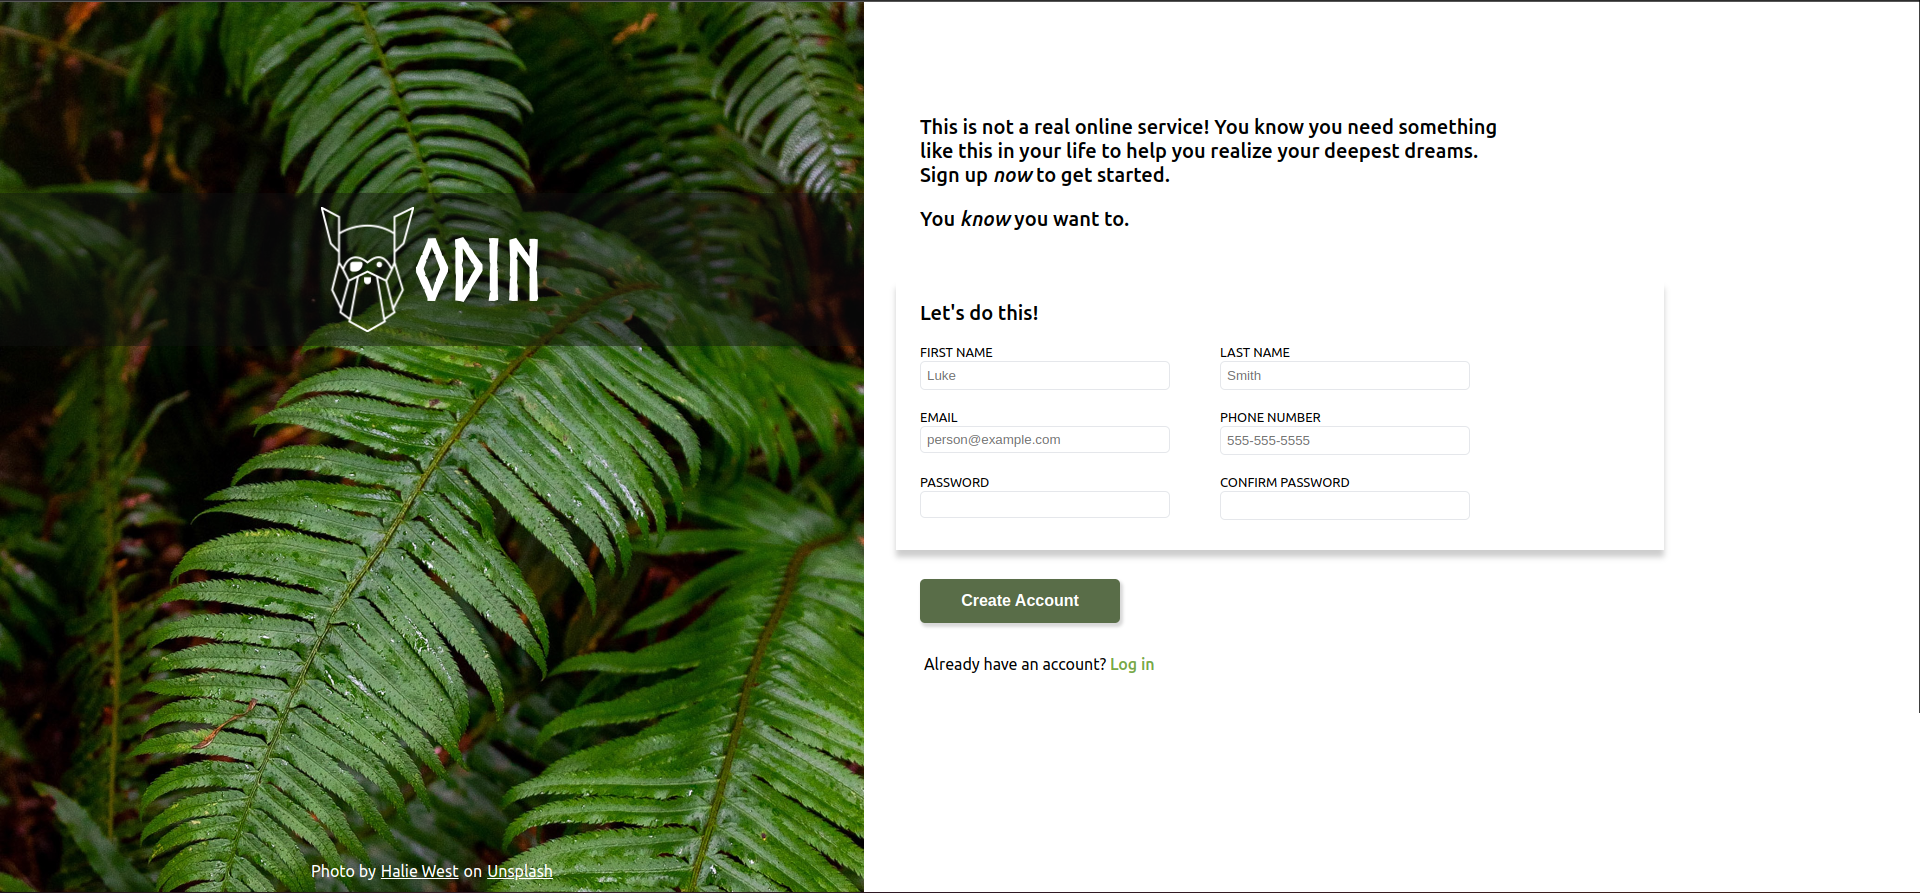 ODIN
Photo by Halie West on Unsplash
This is not a real online service! You know you need something
like this in your life to help you realize your deepest dreams.
Sign up now to get started.
You know you want to.
Let's do this!
FIRST NAME
LAST NAME
Luke
Smith
EMAIL
PHONE NUMBER
person@example.com
555-555-5555
PASSWORD
CONFIRM PASSWORD
Create Account
Already have an account? Log in